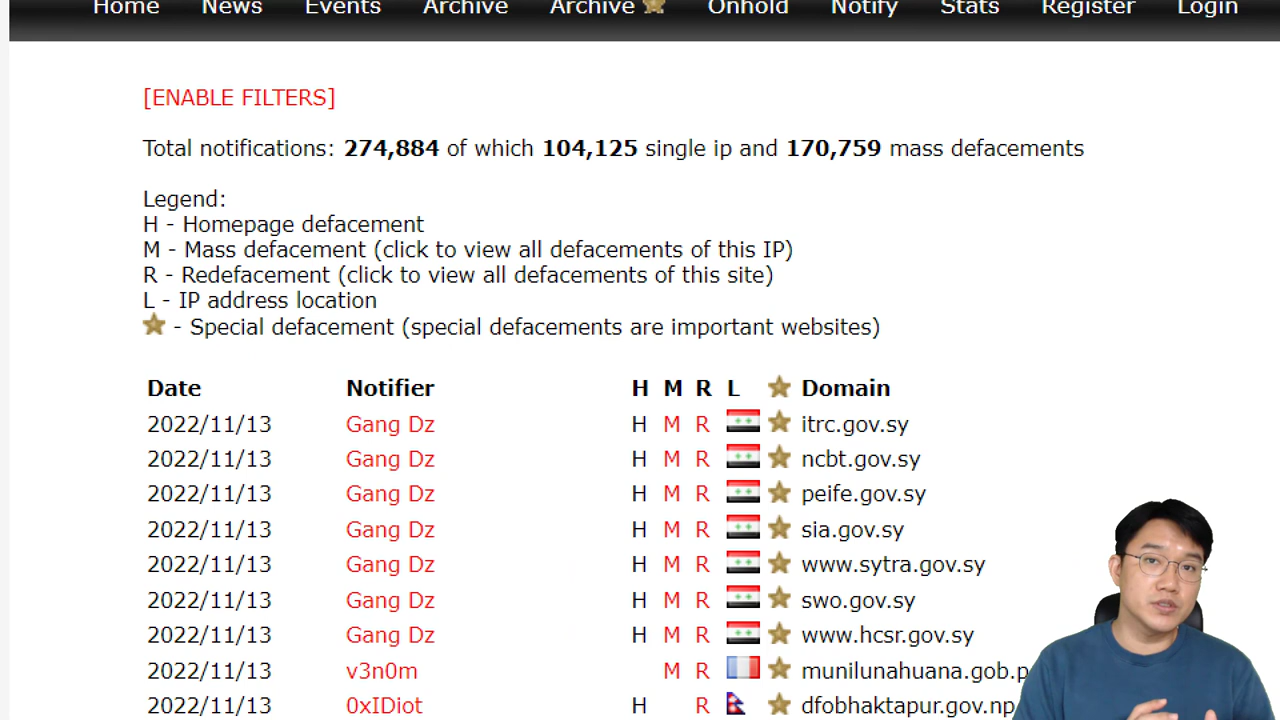 Home News Events Archive Archive Onhold Notify Stats Register Login
[ENABLE FILTERS]
Total notifications: 274,884 of which 104,125 single ip and 170,759 mass defacements
Legend:
H - Homepage defacement
M - Mass defacement (click to view all defacements of this IP)
R - Redefacement (click to view all defacements of this site)
L - IP address location
- Special defacement (special defacements are important websites)
Date Notifier H M R L Domain
2022/11/13 Gang Dz H M R itrc.gov.sy
2022/11/13 Gang Dz H M R ncbt.gov.sy
2022/11/13 Gang Dz H M R peife.gov.sy
2022/11/13 Gang Dz H M R sia.gov.sy
2022/11/13 Gang Dz H M R www.sytra.gov.sy
2022/11/13 Gang Dz H M R swo.gov.sy
2022/11/13 Gang Dz H M R www.hcsr.gov.sy
2022/11/13 v3n0m M R munilunahuana.gob.p
2022/11/13 0xIDiot H R dfobhaktapur.gov.np